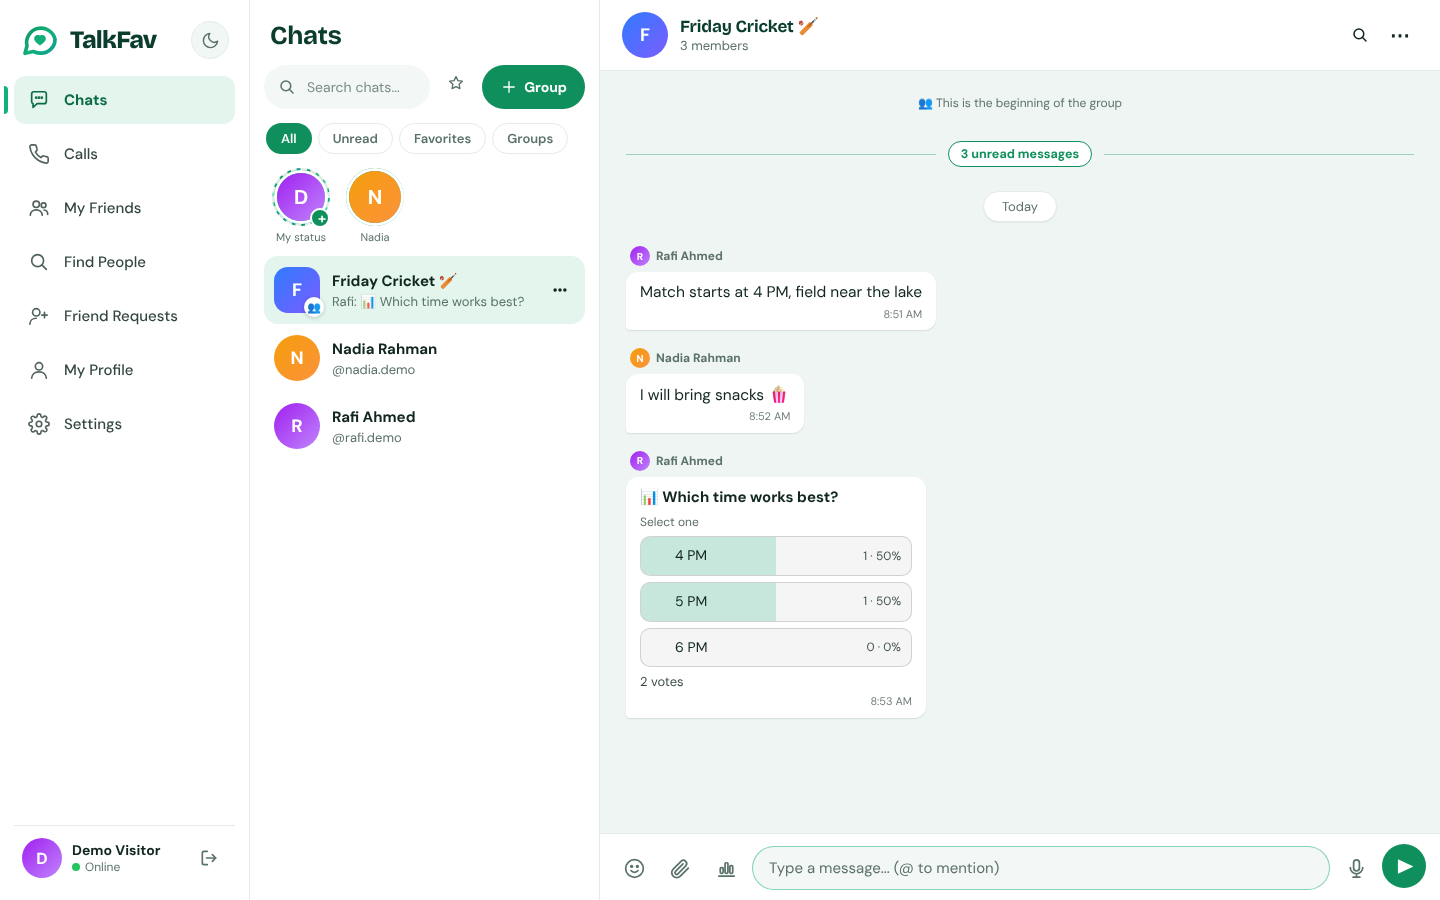 TalkFav
Chats
Calls
My Friends
Find People
Friend Requests
My Profile
Settings
D
Demo Visitor
Online
Chats
Search chats...
Group
All
Unread
Favorites
Groups
D
N
My status
Nadia
F
Friday Cricket 🏏
Rafi: 📊 Which time works best?
N
Nadia Rahman
@nadia.demo
R
Rafi Ahmed
@rafi.demo
F
Friday Cricket 🏏
3 members
👥 This is the beginning of the group
3 unread messages
Today
R Rafi Ahmed
Match starts at 4 PM, field near the lake
8:51 AM
N Nadia Rahman
I will bring snacks 🍿
8:52 AM
R Rafi Ahmed
📊 Which time works best?
Select one
4 PM 1 · 50%
5 PM 1 · 50%
6 PM 0 · 0%
2 votes
8:53 AM
Type a message... (@ to mention)